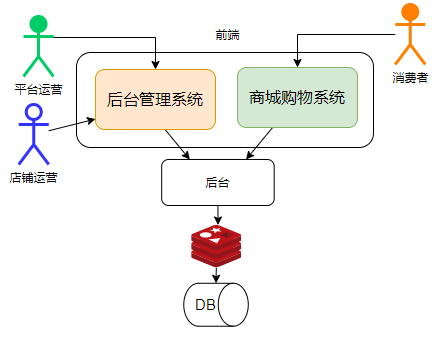 前端
平台运营
消费者
后台管理系统
商城购物系统
店铺运营
后台
DB